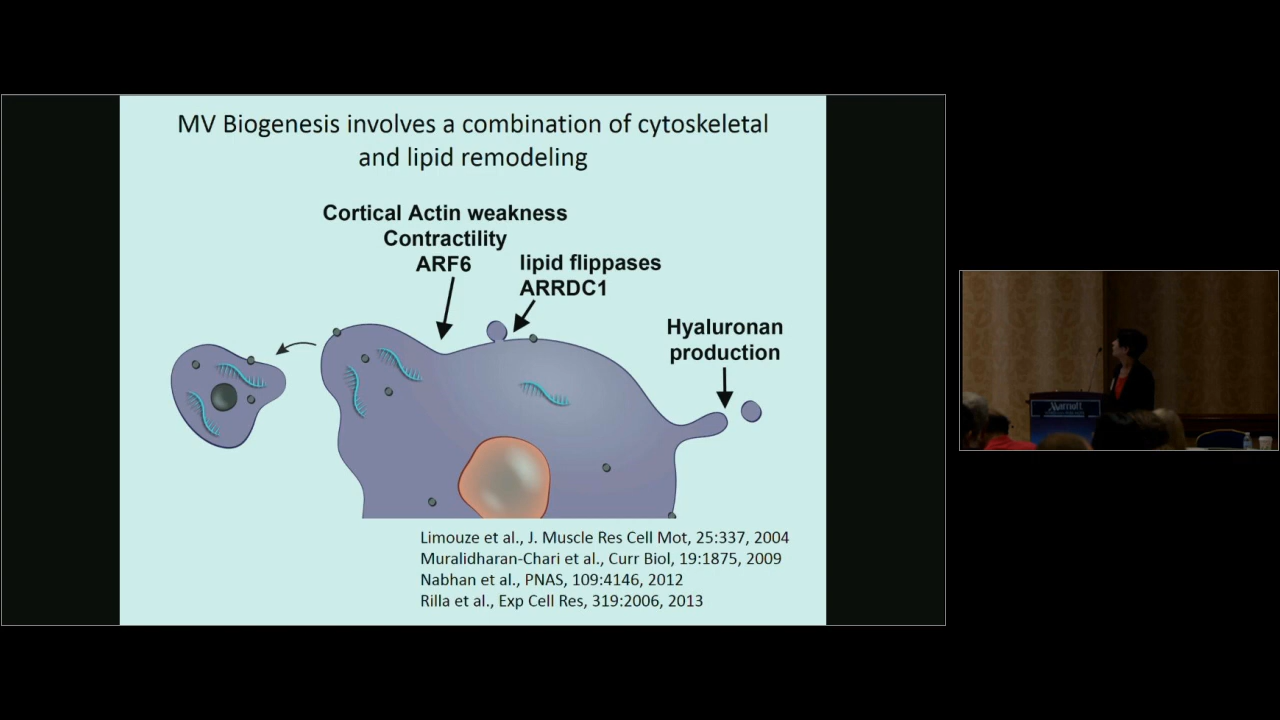 MV Biogenesis involves a combination of cytoskeletal
and lipid remodeling
Cortical Actin weakness
Contractility
ARF6
lipid flippases
ARRDC1
Hyaluronan
production
Limouze et al., J. Muscle Res Cell Mot, 25:337, 2004
Muralidharan-Chari et al., Curr Biol, 19:1875, 2009
Nabhan et al., PNAS, 109:4146, 2012
Rilla et al., Exp Cell Res, 319:2006, 2013
Marriott